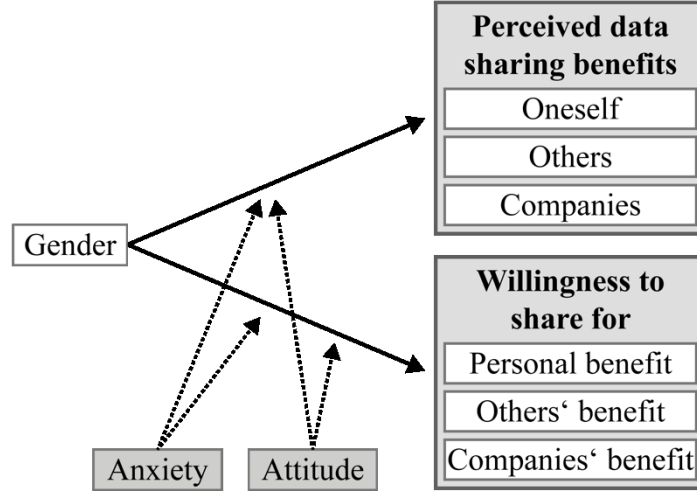 Perceived data
sharing benefits
Oneself
Others
Companies
Gender
Willingness to
share for
Personal benefit
Others‘ benefit
Companies‘ benefit
Anxiety
Attitude